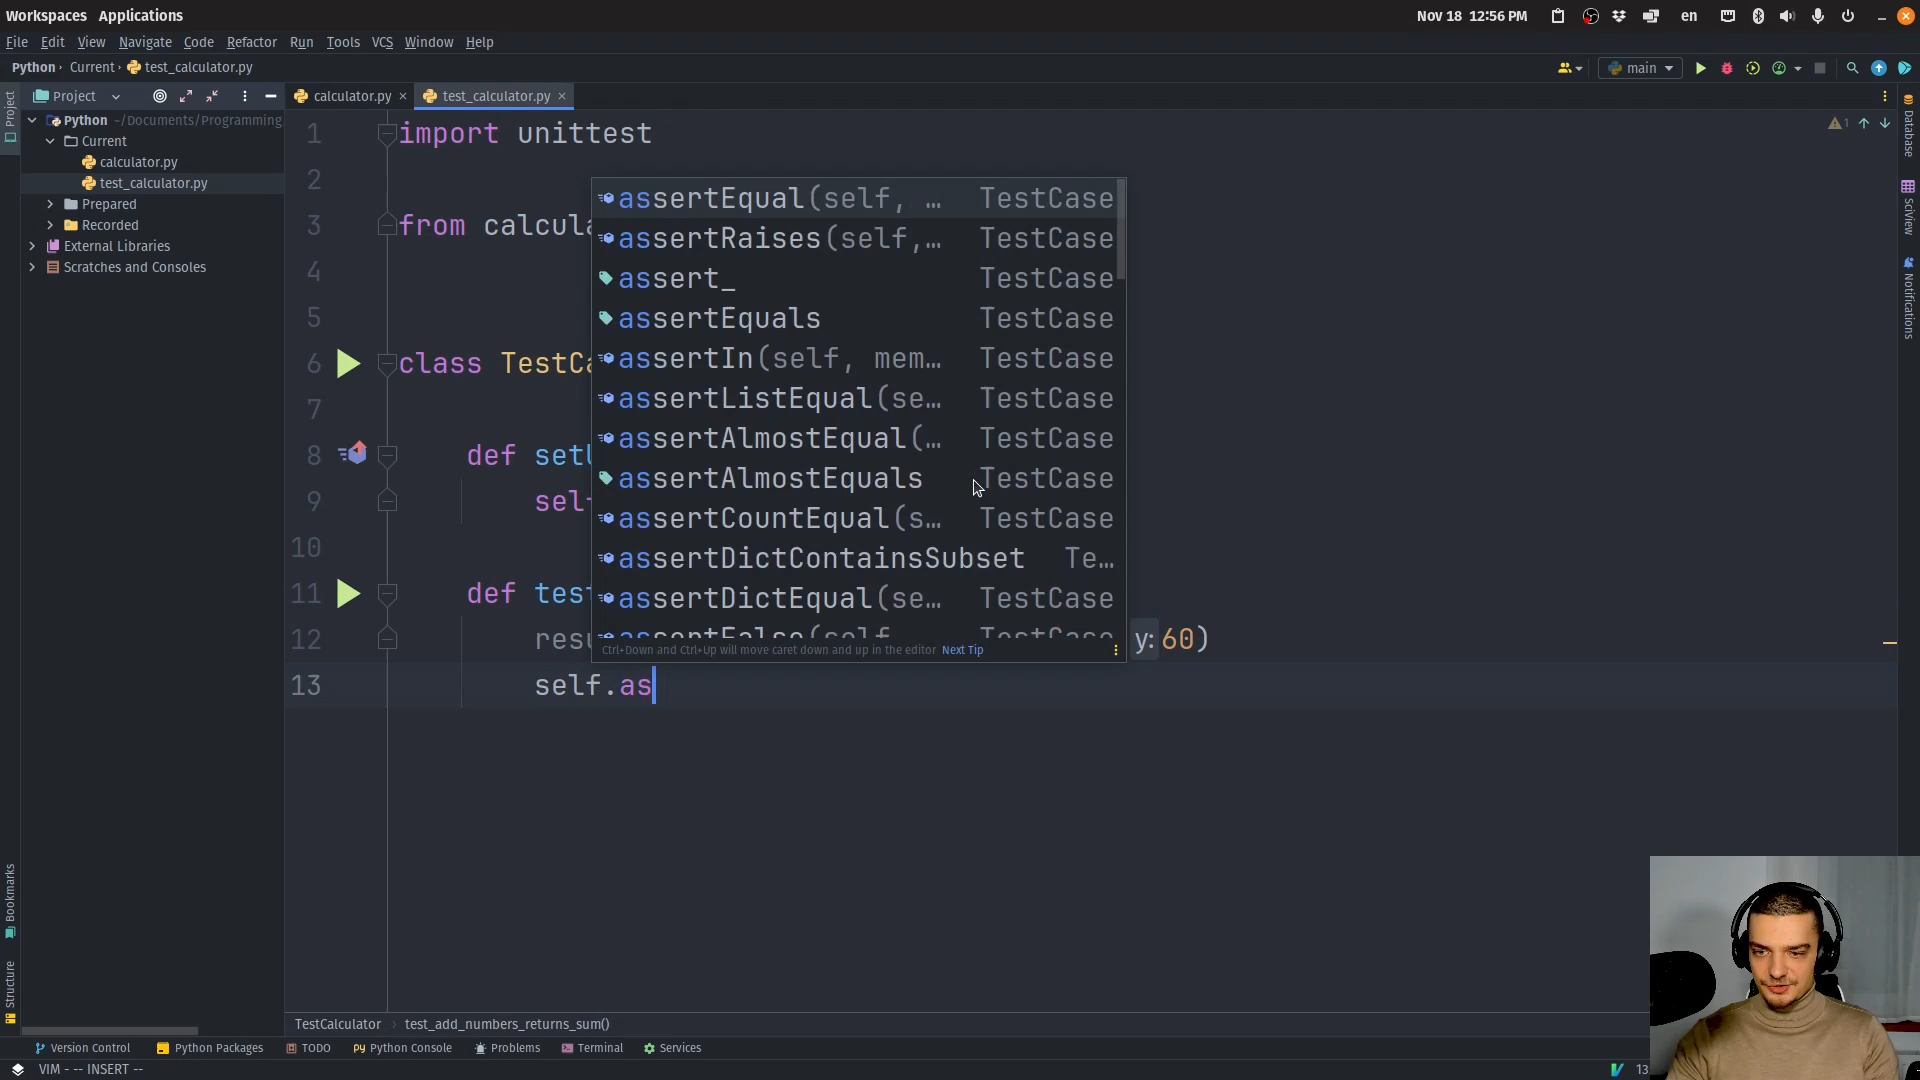 Workspaces Applications
Nov 18 12:56 PM
en
File Edit View Navigate Code Refactor Run Tools VCS Window Help
Python › Current › test_calculator.py
main
Project
calculator.py
test_calculator.py
Project
Python ~/Documents/Programming
Current
calculator.py
test_calculator.py
Prepared
Recorded
External Libraries
Scratches and Consoles
1 import unittest
2
3 from calcula
4
5
6 class TestCa
7
8 def setU
9 self
10
11 def test
12 resu y: 60)
13 self.as
assertEqual(self, … TestCase
assertRaises(self,… TestCase
assert_ TestCase
assertEquals TestCase
assertIn(self, mem… TestCase
assertListEqual(se… TestCase
assertAlmostEqual(… TestCase
assertAlmostEquals TestCase
assertCountEqual(s… TestCase
assertDictContainsSubset Te…
assertDictEqual(se… TestCase
assertFalse(self TestCase
Ctrl+Down and Ctrl+Up will move caret down and up in the editor Next Tip
1
Database
SciView
Notifications
Bookmarks
Structure
TestCalculator › test_add_numbers_returns_sum()
Version Control Python Packages TODO Python Console Problems Terminal Services
VIM - -- INSERT --
13